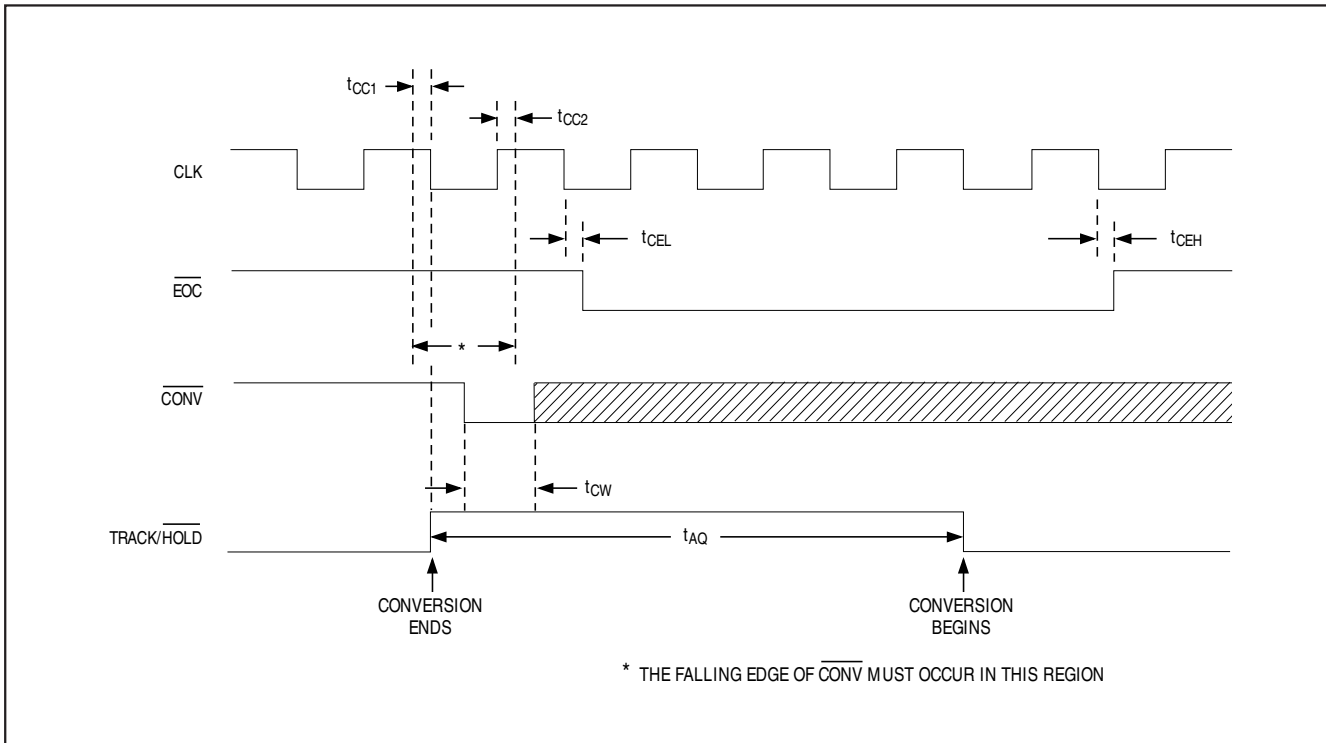 tCC1
tCC2
CLK
tCEL
tCEH
EOC
*
CONV
tCW
TRACK/HOLD
tAQ
CONVERSION
ENDS
CONVERSION
BEGINS
* THE FALLING EDGE OF CONV MUST OCCUR IN THIS REGION